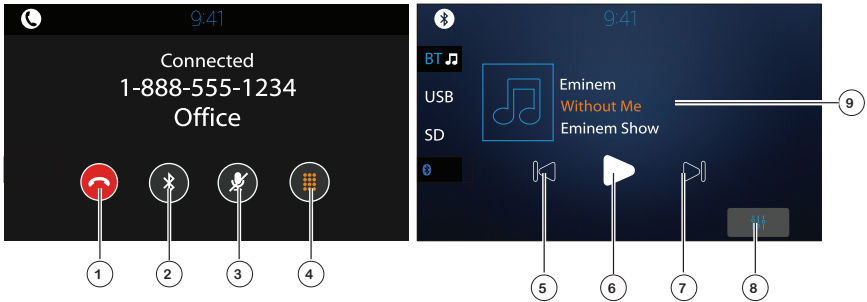 9:41
Connected
1-888-555-1234
Office
1
2
3
4
9:41
BT
USB
SD
Eminem
Without Me
Eminem Show
5
6
7
8
9